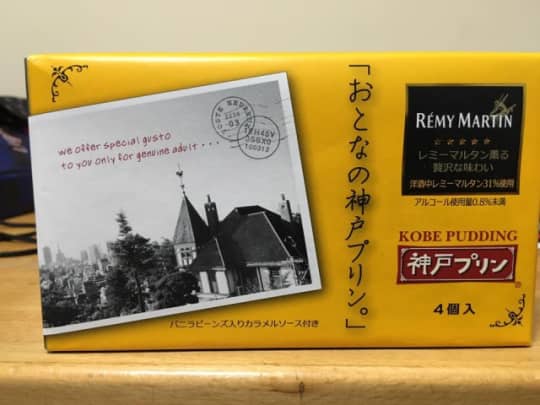 we offer special gusto
to you only for genuine adult...
「おとなの神戸プリン。」
RÉMY MARTIN
レミーマルタン薫る
贅沢な味わい
洋酒中レミーマルタン31%使用
アルコール使用量0.8%未満
KOBE PUDDING
神戸プリン
4個入
バニラビーンズ入りカラメルソース付き